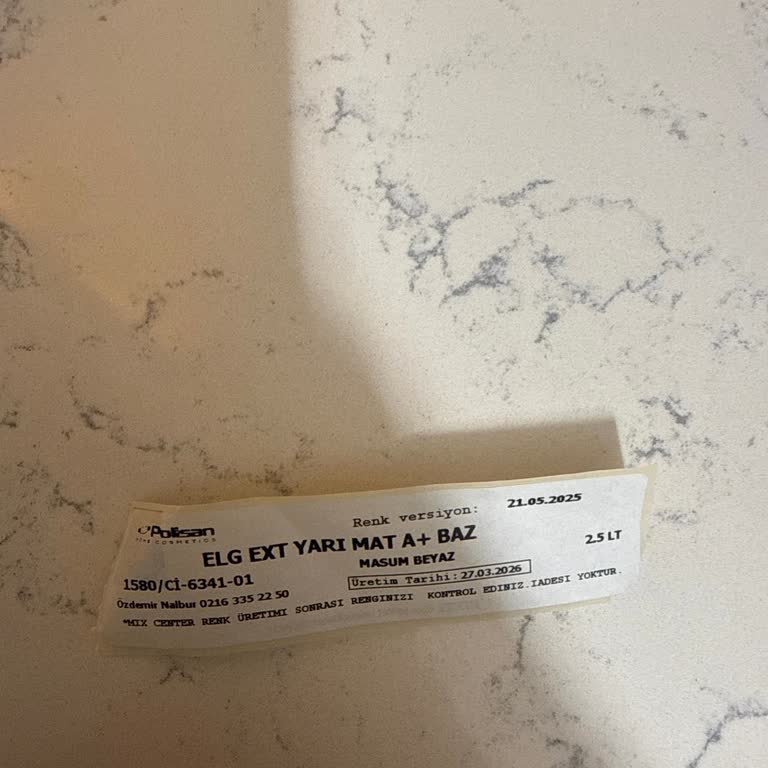 Polisan
HOME COSMETICS
Renk versiyon: 21.05.2025
ELG EXT YARI MAT A+ BAZ
2.5 LT
MASUM BEYAZ
1580/Cİ-6341-01
Üretim Tarihi:27.03.2026
Özdemir Nalbur 0216 335 22 50
*MIX CENTER RENK ÜRETIMI SONRASI RENGINIZI KONTROL EDINIZ.IADESI YOKTUR.